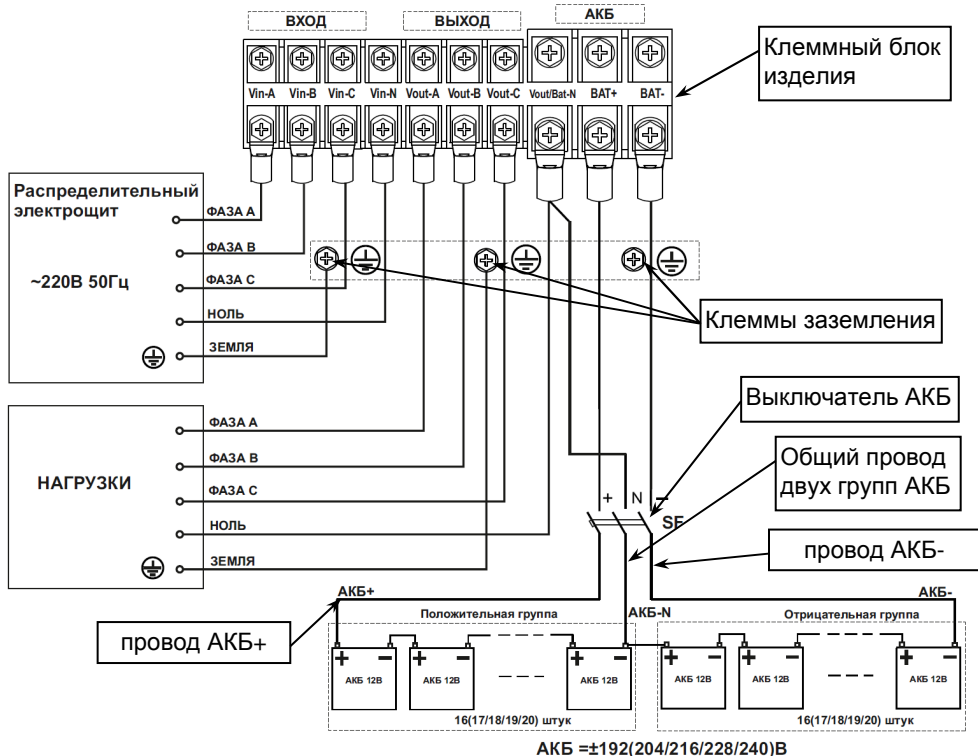 ВХОД
ВЫХОД
АКБ
Vin-A Vin-B Vin-C Vin-N Vout-A Vout-B Vout-C Vout/Bat-N BAT+ BAT-
Клеммный блок
изделия
Распределительный
электрощит
~220В 50Гц
ФАЗА А
ФАЗА В
ФАЗА С
НОЛЬ
ЗЕМЛЯ
Клеммы заземления
НАГРУЗКИ
ФАЗА А
ФАЗА В
ФАЗА С
НОЛЬ
ЗЕМЛЯ
Выключатель АКБ
Общий провод
двух групп АКБ
+ N −
SF
провод АКБ-
провод АКБ+
АКБ+
АКБ-N
АКБ-
Положительная группа
Отрицательная группа
+ − + − + − + − + − + −
АКБ 12В АКБ 12В АКБ 12В АКБ 12В АКБ 12В АКБ 12В
16(17/18/19/20) штук
16(17/18/19/20) штук
АКБ =±192(204/216/228/240)В